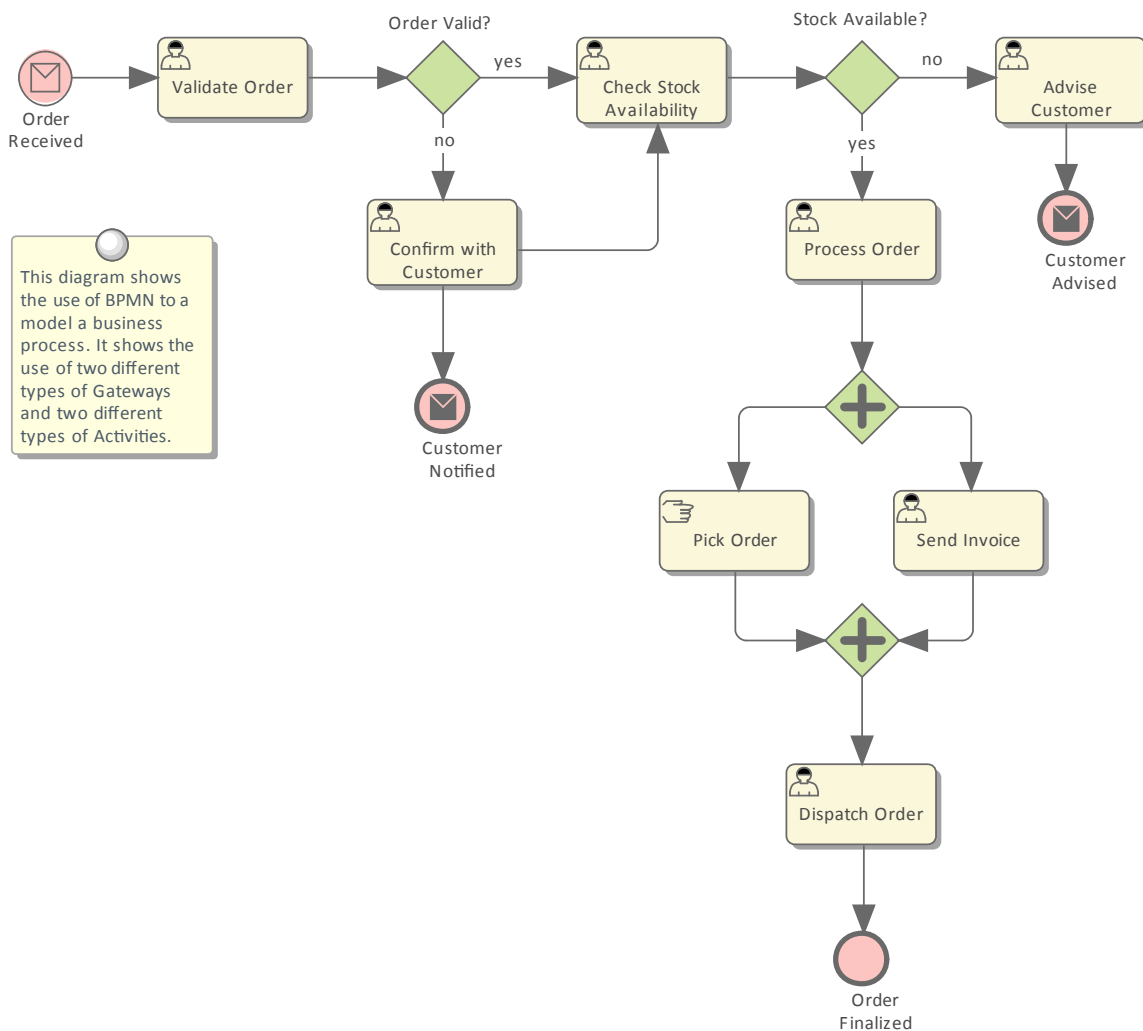 Order Valid?
Stock Available?
Validate Order
yes
Check Stock
Availability
no
Advise
Customer
Order
Received
no
yes
Confirm with
Customer
Process Order
Customer
Advised
This diagram shows
the use of BPMN to a
model a business
process. It shows the
use of two different
types of Gateways
and two different
types of Activities.
Customer
Notified
Pick Order
Send Invoice
Dispatch Order
Order
Finalized